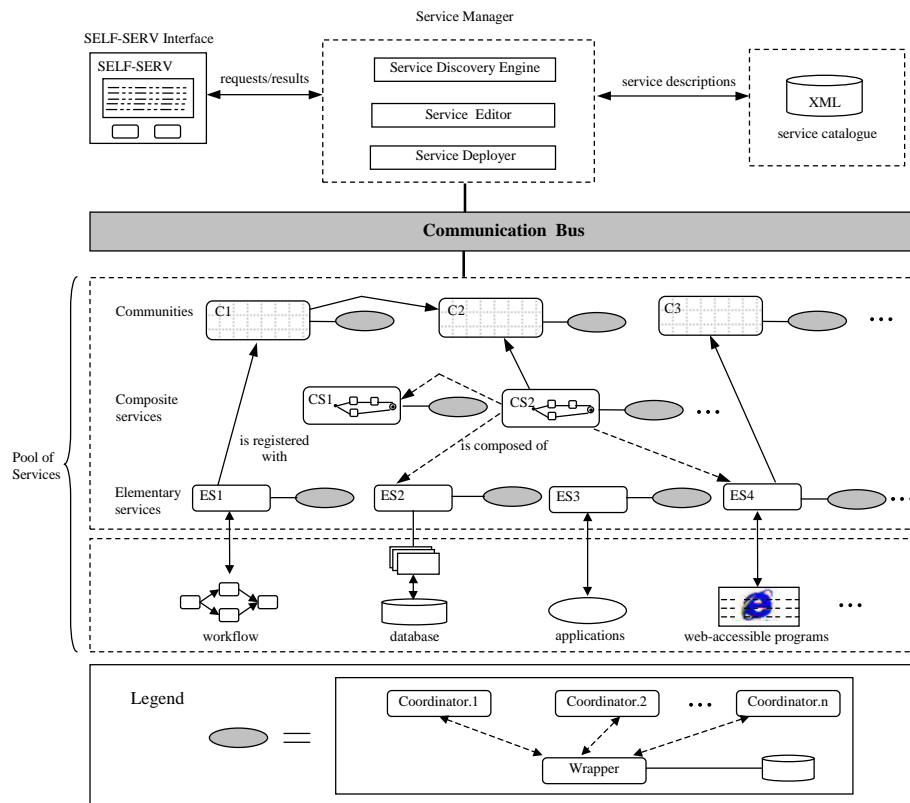 Service Manager
SELF-SERV Interface
SELF-SERV
requests/results
Service Discovery Engine
Service Editor
Service Deployer
service descriptions
XML
service catalogue
Communication Bus
Pool of
Services
Communities
C1
C2
C3
...
Composite
services
CS1
CS2
...
is registered
with
is composed of
Elementary
services
ES1
ES2
ES3
ES4
...
workflow
database
applications
web-accessible programs
...
Legend
Coordinator.1
Coordinator.2
...
Coordinator.n
=
Wrapper